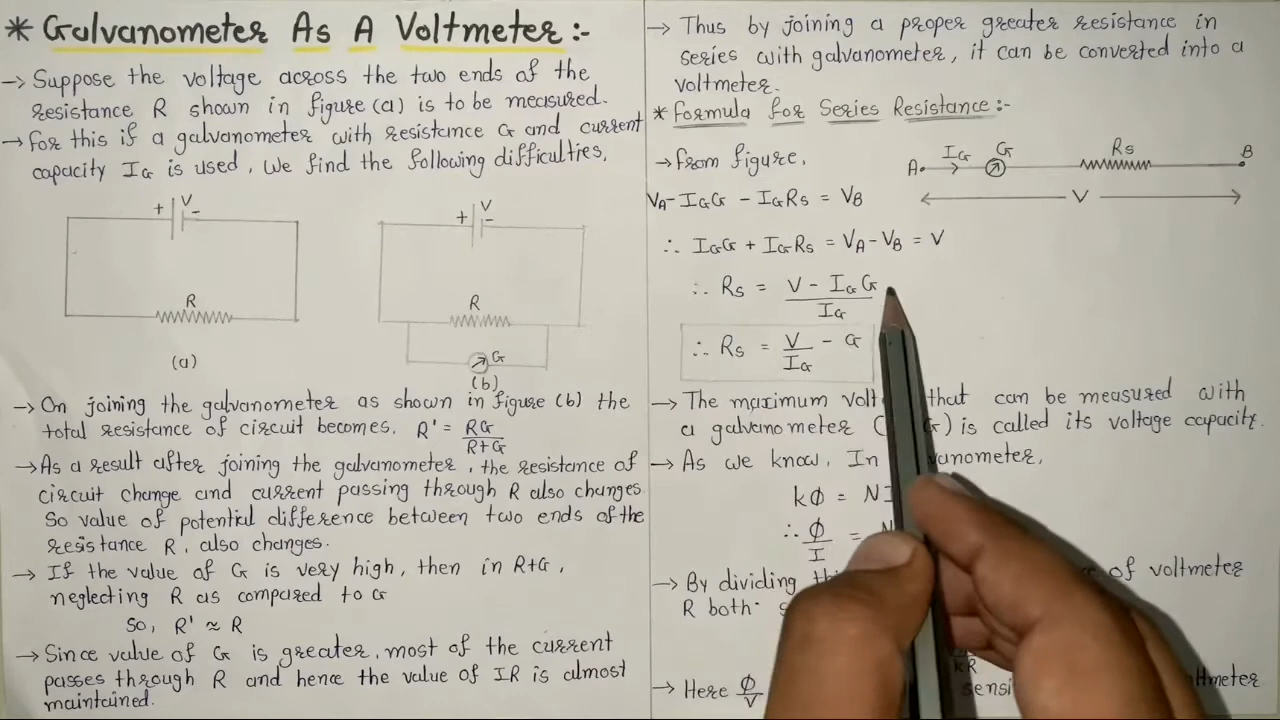 * Galvanometer As A Voltmeter :-
→ Suppose the voltage across the two ends of the
resistance R shown in figure (a) is to be measured.
→ For this if a galvanometer with resistance G and current
capacity IG is used, We find the following difficulties,
+ V -
R
(a)
+ V -
R
G
(b)
→ On joining the galvanometer as shown in figure (b) the
total resistance of circuit becomes. R' = RG / R+G
→ As a result after joining the galvanometer, the resistance of
circuit change and current passing through R also changes.
So value of potential difference between two ends of the
resistance R, also changes.
→ If the value of G is very high, then in R+G,
neglecting R as compared to G
So, R' ≈ R
→ Since value of G is greater, most of the current
passes through R and hence the value of IR is almost
maintained.
→ Thus by joining a proper greater resistance in
series with galvanometer, it can be converted into a
voltmeter.
* Formula for Series Resistance :-
→ From figure,
A IG G Rs B
V
VA - IGG - IGRs = VB
∴ IGG + IGRs = VA - VB = V
∴ Rs = V - IGG / IG
∴ Rs = V / IG - G
→ The maximum volt that can be measured with
a galvanometer ( G) is called its voltage capacity.
→ As we know, In vanometer,
kΦ = NI
∴ Φ / I =
→ By dividing of voltmeter
R both
kR
→ Here Φ / V sensi ltmeter